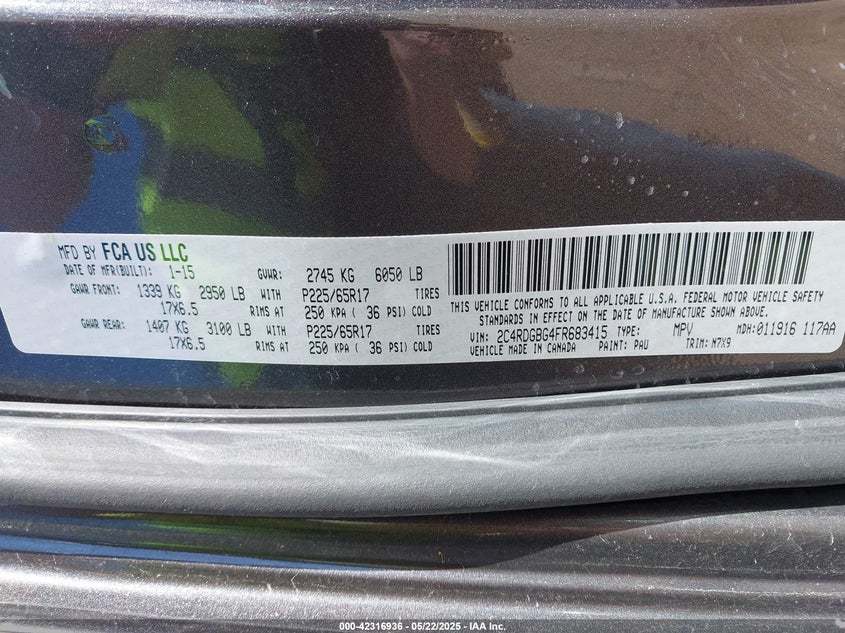 MFD BY FCA US LLC
DATE OF MFR(BUILT): 1-15 GVWR: 2745 KG 6050 LB
GAWR FRONT: 1339 KG 2950 LB WITH P225/65R17 TIRES
17X6.5 RIMS AT 250 KPA ( 36 PSI) COLD
GAWR REAR: 1407 KG 3100 LB WITH P225/65R17 TIRES
17X6.5 RIMS AT 250 KPA ( 36 PSI) COLD
THIS VEHICLE CONFORMS TO ALL APPLICABLE U.S.A. FEDERAL MOTOR VEHICLE SAFETY
STANDARDS IN EFFECT ON THE DATE OF MANUFACTURE SHOWN ABOVE.
VIN: 2C4RDGBG4FR683415 TYPE: MPV MDH:011916 117AA
VEHICLE MADE IN CANADA PAINT: PAU TRIM: N7X9
000-42316936 - 05/22/2025 - IAA Inc.